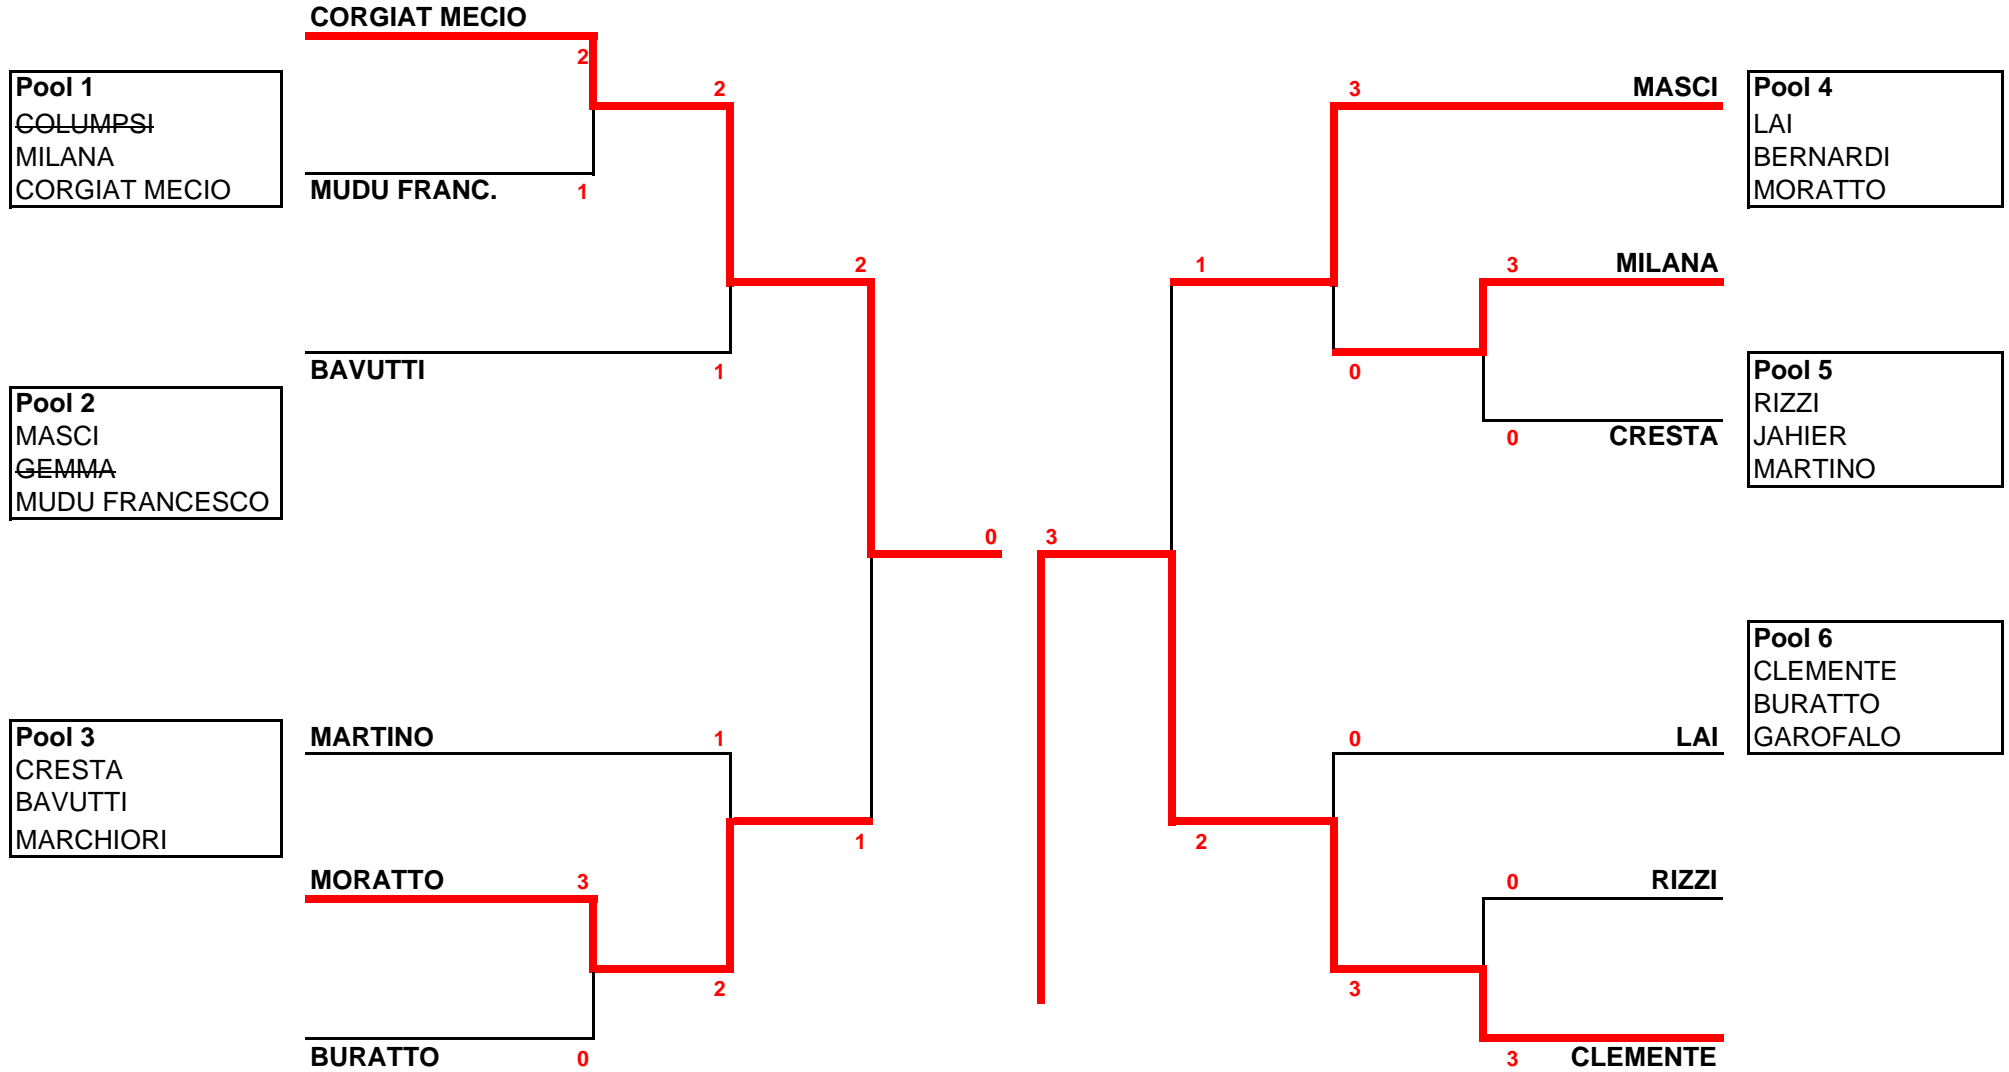 CORGIAT MECIO
2
Pool 1
COLUMPSI
MILANA
CORGIAT MECIO
2
MUDU FRANC.
1
2
BAVUTTI
1
Pool 2
MASCI
GEMMA
MUDU FRANCESCO
0
Pool 3
CRESTA
BAVUTTI
MARCHIORI
MARTINO
1
1
MORATTO
3
2
BURATTO
0
3
MASCI
Pool 4
LAI
BERNARDI
MORATTO
1
3
MILANA
0
0
CRESTA
Pool 5
RIZZI
JAHIER
MARTINO
3
Pool 6
CLEMENTE
BURATTO
GAROFALO
0
LAI
2
0
RIZZI
3
3
CLEMENTE